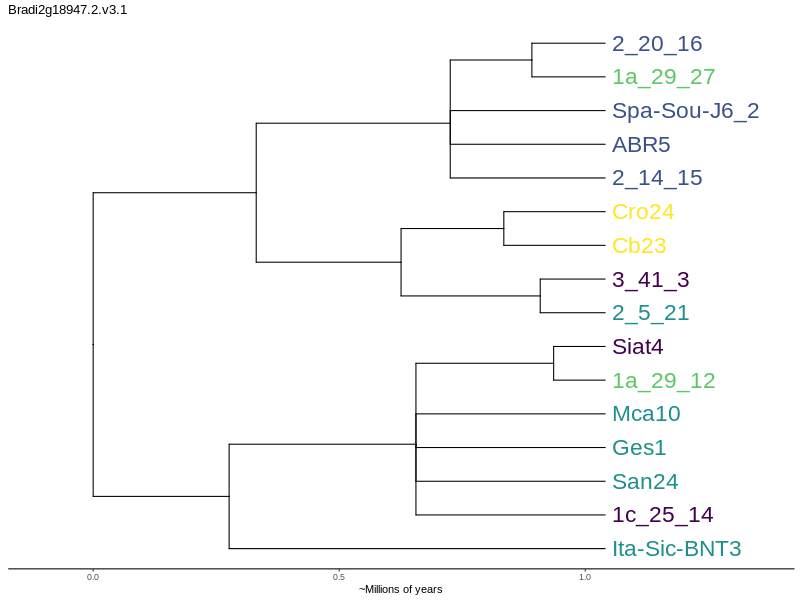 Bradi2g18947.2.v3.1
2_20_16
1a_29_27
Spa-Sou-J6_2
ABR5
2_14_15
Cro24
Cb23
3_41_3
2_5_21
Siat4
1a_29_12
Mca10
Ges1
San24
1c_25_14
Ita-Sic-BNT3
0.0 0.5 1.0
~Millions of years